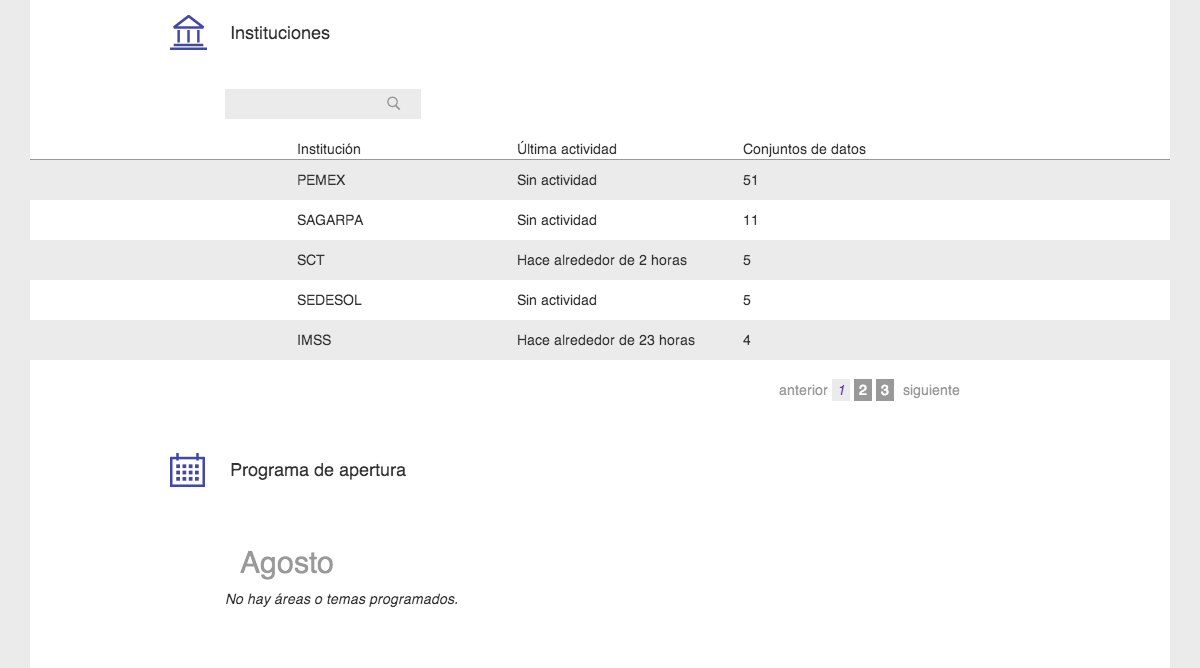 Instituciones
Institución Última actividad Conjuntos de datos
PEMEX Sin actividad 51
SAGARPA Sin actividad 11
SCT Hace alrededor de 2 horas 5
SEDESOL Sin actividad 5
IMSS Hace alrededor de 23 horas 4
anterior 1 2 3 siguiente
Programa de apertura
Agosto
No hay áreas o temas programados.